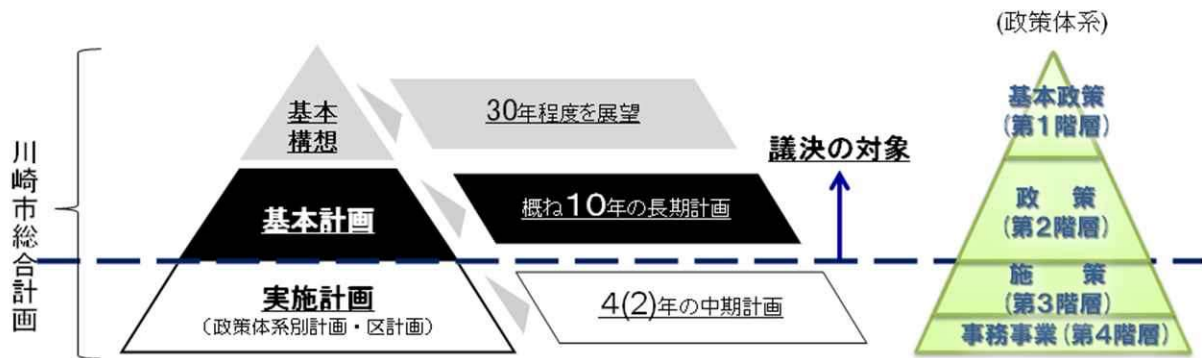 川崎市総合計画
基本
構想
30年程度を展望
基本計画
概ね10年の長期計画
議決の対象
実施計画
(政策体系別計画・区計画)
4(2)年の中期計画
(政策体系)
基本政策
(第1階層)
政 策
(第2階層)
施 策
(第3階層)
事務事業(第4階層)